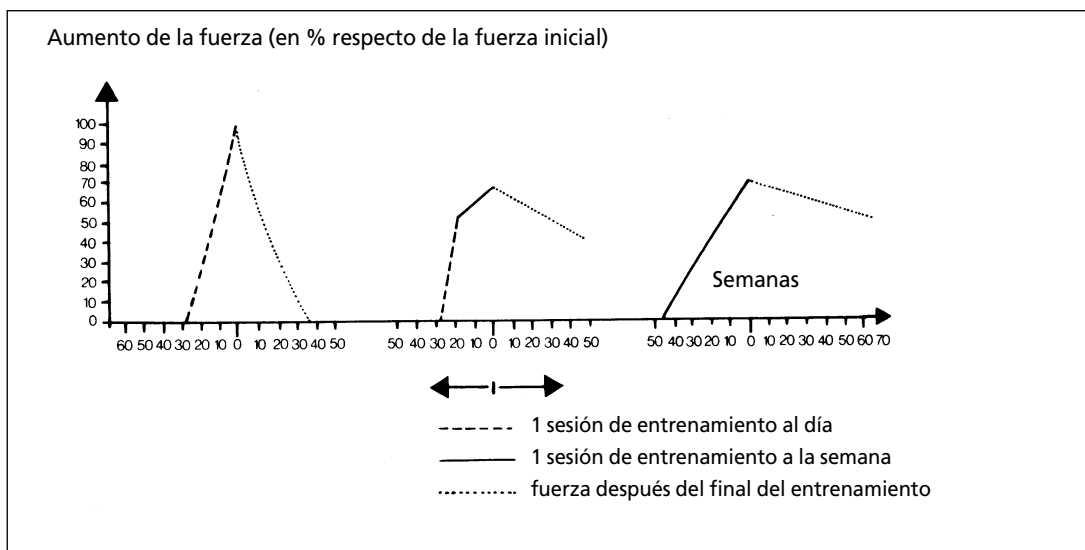 Aumento de la fuerza (en % respecto de la fuerza inicial)
100
90
80
70
60
50
40
30
20
10
0
Semanas
60 50 40 30 20 10 0 10 20 30 40 50 50 40 30 20 10 0 10 20 30 40 50 50 40 30 20 10 0 10 20 30 40 50 60 70
1 sesión de entrenamiento al día
1 sesión de entrenamiento a la semana
fuerza después del final del entrenamiento